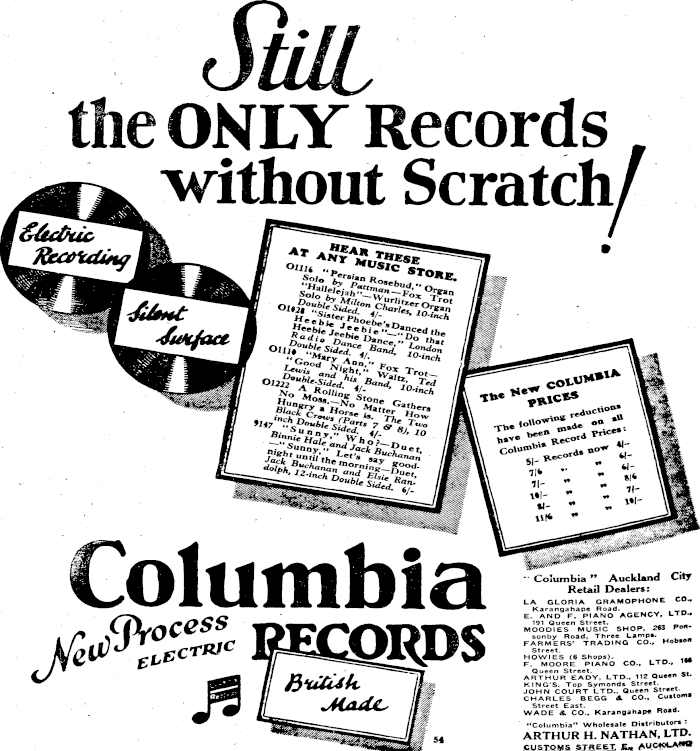 Still
the ONLY Records
without Scratch!
Electric
Recording
Silent
Surface
HEAR THESE
AT ANY MUSIC STORE.
O1116 "Persian Rosebud," Organ
Solo by Pattman—Fox Trot
"Hallelejah"—Wurlitzer Organ
Solo by Milton Charles, 10-inch
Double Sided. 4/-
O1028 "Sister Phoebe's Danced the
Heebie Jeebie"—"Do that
Heebie Jeebie Dance," London
Radio Dance Band, 10-inch
Double Sided. 4/-
O1110 "Mary Ann," Fox Trot—
"Good Night," Waltz, Ted
Lewis and his Band, 10-inch
Double-Sided. 4/-
O1222 A Rolling Stone Gathers
No Moss.—No Matter How
Hungry a Horse is. The Two
Black Crows (Parts 7 & 8), 10
inch Double Sided. 4/-
9147 "Sunny," Who?—Duet,
Binnie Hale and Jack Buchanan
—"Sunny," Let's say good-
night until the morning—Duet,
Jack Buchanan and Elsie Ran-
dolph, 12-inch Double Sided. 6/-
The New COLUMBIA
PRICES
The following reductions
have been made on all
Columbia Record Prices:
5/- Records now 4/-
7/6 " " 6/-
7/- " " 6/-
10/- " " 8/6
8/- " " 7/-
11/6 " " 10/-
Columbia
New Process
ELECTRIC
RECORDS
British
Made
54
"Columbia" Auckland City
Retail Dealers:
LA GLORIA GRAMOPHONE CO.,
Karangahape Road.
E. AND F. PIANO AGENCY, LTD.,
191 Queen Street.
MOODIES MUSIC SHOP, 263 Pon-
sonby Road, Three Lamps.
FARMERS' TRADING CO., Hobson
Street.
HOWIES (6 Shops).
F. MOORE PIANO CO., LTD., 166
Queen Street.
ARTHUR EADY, LTD., 112 Queen St.
KING'S, Top Symonds Street.
JOHN COURT LTD., Queen Street.
CHARLES BEGG & CO., Customs
Street East.
WADE & CO., Karangahape Road.
"Columbia" Wholesale Distributors:
ARTHUR H. NATHAN, LTD.
CUSTOMS STREET E., AUCKLAND